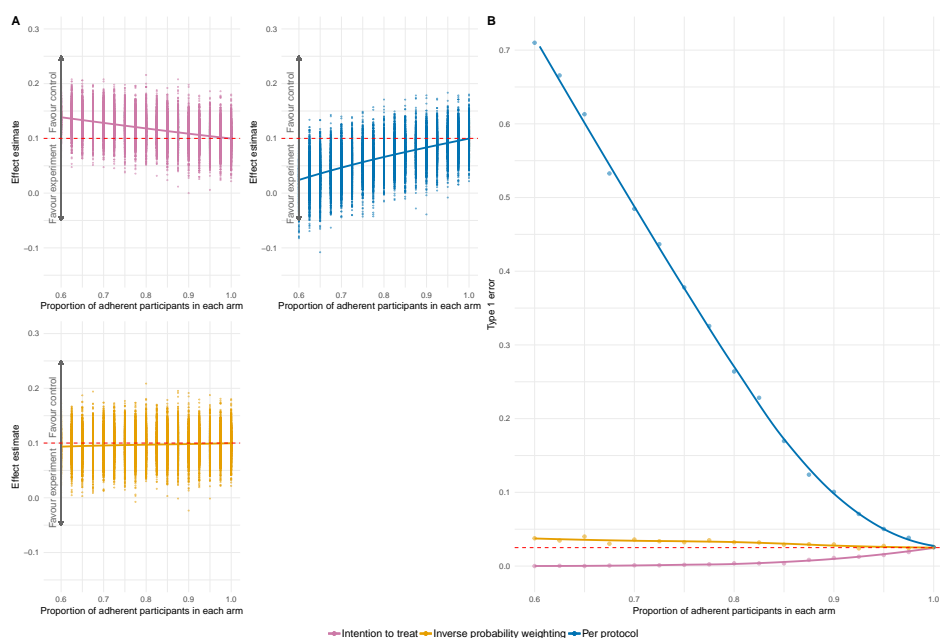 A
0.3
0.2
0.1
0.0
−0.1
Effect estimate
Favour experiment
Favour control
0.6
0.7
0.8
0.9
1.0
Proportion of adherent participants in each arm
0.3
0.2
0.1
0.0
−0.1
Effect estimate
Favour experiment
Favour control
0.6
0.7
0.8
0.9
1.0
Proportion of adherent participants in each arm
0.3
0.2
0.1
0.0
−0.1
Effect estimate
Favour experiment
Favour control
0.6
0.7
0.8
0.9
1.0
Proportion of adherent participants in each arm
B
0.7
0.6
0.5
0.4
0.3
0.2
0.1
0.0
Type 1 error
0.6
0.7
0.8
0.9
1.0
Proportion of adherent participants in each arm
Intention to treat Inverse probability weighting Per protocol